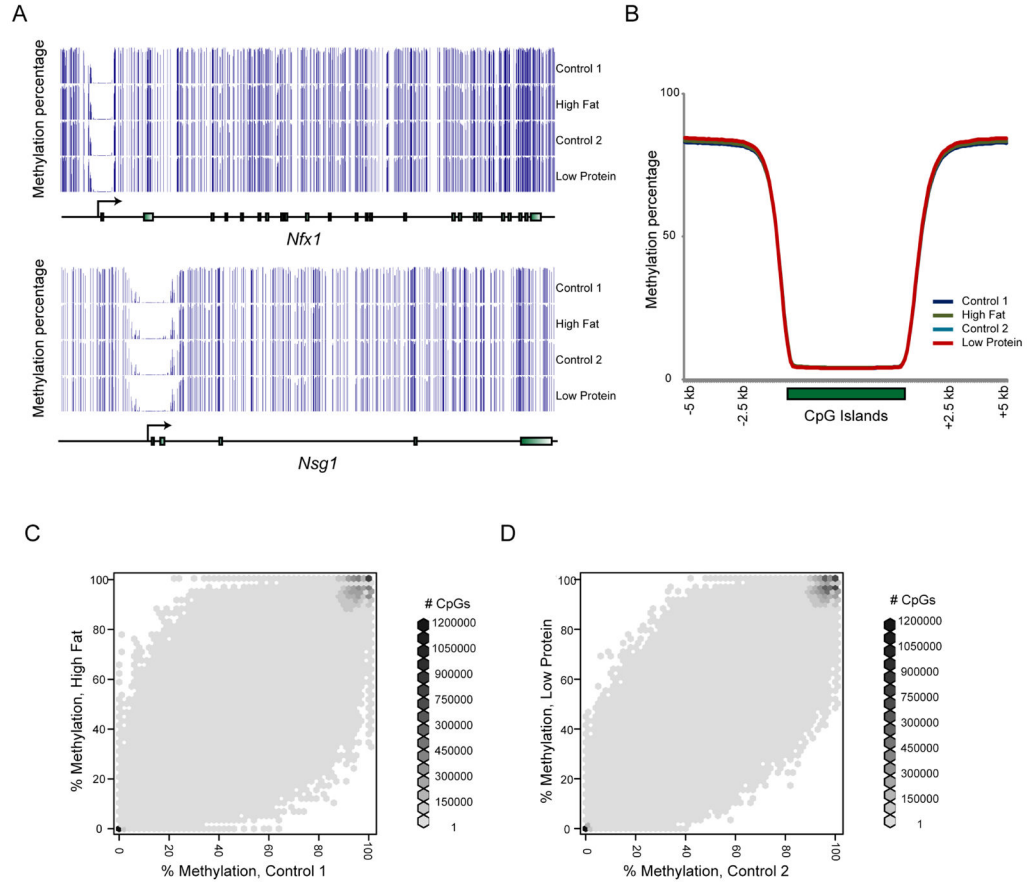 A
Methylation percentage
Control 1
High Fat
Control 2
Low Protein
Nfx1
Methylation percentage
Control 1
High Fat
Control 2
Low Protein
Nsg1
B
Methylation percentage
100
50
0
-5 kb
-2.5 kb
CpG Islands
+2.5 kb
+5 kb
Control 1
High Fat
Control 2
Low Protein
C
% Methylation, High Fat
100
80
60
40
20
0
0
20
40
60
80
100
% Methylation, Control 1
# CpGs
1200000
1050000
900000
750000
300000
450000
300000
150000
1
D
% Methylation, Low Protein
100
80
60
40
20
0
0
20
40
60
80
100
% Methylation, Control 2
# CpGs
1200000
1050000
900000
750000
300000
450000
300000
150000
1